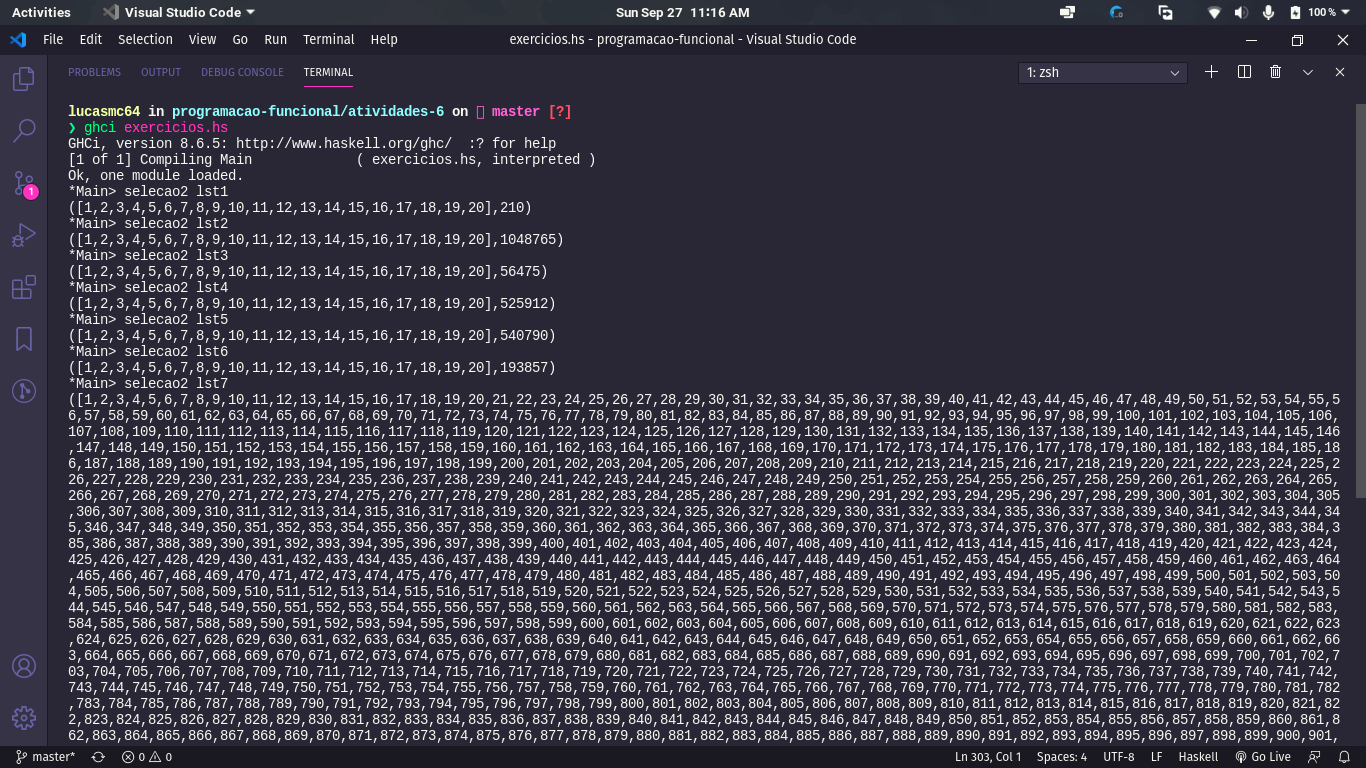 Activities Visual Studio Code Sun Sep 27 11:16 AM 100 %
File Edit Selection View Go Run Terminal Help exercicios.hs - programacao-funcional - Visual Studio Code
PROBLEMS OUTPUT DEBUG CONSOLE TERMINAL 1: zsh
lucasmc64 in programacao-funcional/atividades-6 on master [?]
❯ ghci exercicios.hs
GHCi, version 8.6.5: http://www.haskell.org/ghc/  :? for help
[1 of 1] Compiling Main             ( exercicios.hs, interpreted )
Ok, one module loaded.
*Main> selecao2 lst1
([1,2,3,4,5,6,7,8,9,10,11,12,13,14,15,16,17,18,19,20],210)
*Main> selecao2 lst2
([1,2,3,4,5,6,7,8,9,10,11,12,13,14,15,16,17,18,19,20],1048765)
*Main> selecao2 lst3
([1,2,3,4,5,6,7,8,9,10,11,12,13,14,15,16,17,18,19,20],56475)
*Main> selecao2 lst4
([1,2,3,4,5,6,7,8,9,10,11,12,13,14,15,16,17,18,19,20],525912)
*Main> selecao2 lst5
([1,2,3,4,5,6,7,8,9,10,11,12,13,14,15,16,17,18,19,20],540790)
*Main> selecao2 lst6
([1,2,3,4,5,6,7,8,9,10,11,12,13,14,15,16,17,18,19,20],193857)
*Main> selecao2 lst7
([1,2,3,4,5,6,7,8,9,10,11,12,13,14,15,16,17,18,19,20,21,22,23,24,25,26,27,28,29,30,31,32,33,34,35,36,37,38,39,40,41,42,43,44,45,46,47,48,49,50,51,52,53,54,55,5
6,57,58,59,60,61,62,63,64,65,66,67,68,69,70,71,72,73,74,75,76,77,78,79,80,81,82,83,84,85,86,87,88,89,90,91,92,93,94,95,96,97,98,99,100,101,102,103,104,105,106,
107,108,109,110,111,112,113,114,115,116,117,118,119,120,121,122,123,124,125,126,127,128,129,130,131,132,133,134,135,136,137,138,139,140,141,142,143,144,145,146
,147,148,149,150,151,152,153,154,155,156,157,158,159,160,161,162,163,164,165,166,167,168,169,170,171,172,173,174,175,176,177,178,179,180,181,182,183,184,185,18
6,187,188,189,190,191,192,193,194,195,196,197,198,199,200,201,202,203,204,205,206,207,208,209,210,211,212,213,214,215,216,217,218,219,220,221,222,223,224,225,2
26,227,228,229,230,231,232,233,234,235,236,237,238,239,240,241,242,243,244,245,246,247,248,249,250,251,252,253,254,255,256,257,258,259,260,261,262,263,264,265,
266,267,268,269,270,271,272,273,274,275,276,277,278,279,280,281,282,283,284,285,286,287,288,289,290,291,292,293,294,295,296,297,298,299,300,301,302,303,304,305
,306,307,308,309,310,311,312,313,314,315,316,317,318,319,320,321,322,323,324,325,326,327,328,329,330,331,332,333,334,335,336,337,338,339,340,341,342,343,344,34
5,346,347,348,349,350,351,352,353,354,355,356,357,358,359,360,361,362,363,364,365,366,367,368,369,370,371,372,373,374,375,376,377,378,379,380,381,382,383,384,3
85,386,387,388,389,390,391,392,393,394,395,396,397,398,399,400,401,402,403,404,405,406,407,408,409,410,411,412,413,414,415,416,417,418,419,420,421,422,423,424,
425,426,427,428,429,430,431,432,433,434,435,436,437,438,439,440,441,442,443,444,445,446,447,448,449,450,451,452,453,454,455,456,457,458,459,460,461,462,463,464
,465,466,467,468,469,470,471,472,473,474,475,476,477,478,479,480,481,482,483,484,485,486,487,488,489,490,491,492,493,494,495,496,497,498,499,500,501,502,503,50
4,505,506,507,508,509,510,511,512,513,514,515,516,517,518,519,520,521,522,523,524,525,526,527,528,529,530,531,532,533,534,535,536,537,538,539,540,541,542,543,5
44,545,546,547,548,549,550,551,552,553,554,555,556,557,558,559,560,561,562,563,564,565,566,567,568,569,570,571,572,573,574,575,576,577,578,579,580,581,582,583,
584,585,586,587,588,589,590,591,592,593,594,595,596,597,598,599,600,601,602,603,604,605,606,607,608,609,610,611,612,613,614,615,616,617,618,619,620,621,622,623
,624,625,626,627,628,629,630,631,632,633,634,635,636,637,638,639,640,641,642,643,644,645,646,647,648,649,650,651,652,653,654,655,656,657,658,659,660,661,662,66
3,664,665,666,667,668,669,670,671,672,673,674,675,676,677,678,679,680,681,682,683,684,685,686,687,688,689,690,691,692,693,694,695,696,697,698,699,700,701,702,7
03,704,705,706,707,708,709,710,711,712,713,714,715,716,717,718,719,720,721,722,723,724,725,726,727,728,729,730,731,732,733,734,735,736,737,738,739,740,741,742,
743,744,745,746,747,748,749,750,751,752,753,754,755,756,757,758,759,760,761,762,763,764,765,766,767,768,769,770,771,772,773,774,775,776,777,778,779,780,781,782
,783,784,785,786,787,788,789,790,791,792,793,794,795,796,797,798,799,800,801,802,803,804,805,806,807,808,809,810,811,812,813,814,815,816,817,818,819,820,821,82
2,823,824,825,826,827,828,829,830,831,832,833,834,835,836,837,838,839,840,841,842,843,844,845,846,847,848,849,850,851,852,853,854,855,856,857,858,859,860,861,8
62,863,864,865,866,867,868,869,870,871,872,873,874,875,876,877,878,879,880,881,882,883,884,885,886,887,888,889,890,891,892,893,894,895,896,897,898,899,900,901,
1
master* 0 0 Ln 303, Col 1 Spaces: 4 UTF-8 LF Haskell Go Live